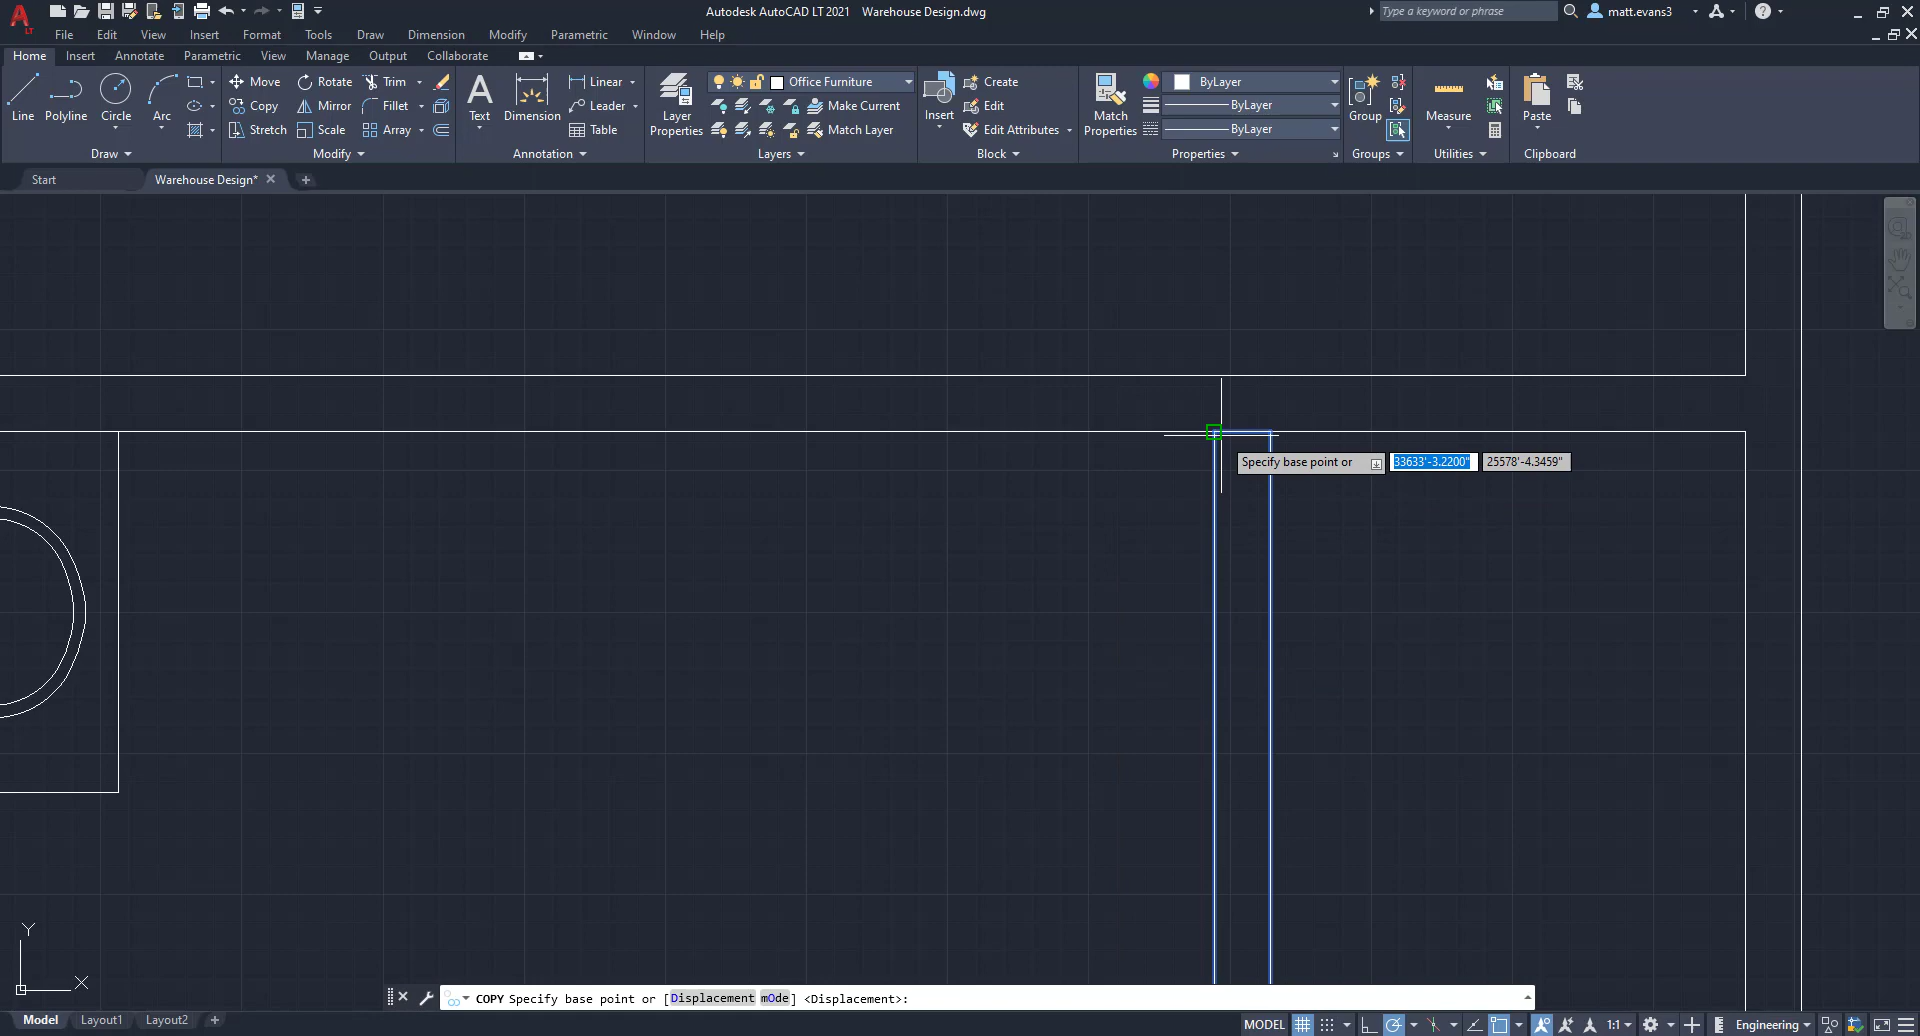 Autodesk AutoCAD LT 2021 Warehouse Design.dwg
Type a keyword or phrase
matt.evans3
LT
File Edit View Insert Format Tools Draw Dimension Modify Parametric Window Help
Home Insert Annotate Parametric View Manage Output Collaborate
Line Polyline Circle Arc
Draw
Move Rotate Trim
Copy Mirror Fillet
Stretch Scale Array
Modify
Text Dimension
Linear
Leader
Table
Annotation
Layer Properties
Office Furniture
Make Current
Match Layer
Layers
Insert
Create
Edit
Edit Attributes
Block
Match Properties
ByLayer
ByLayer
ByLayer
Properties
Group
Groups
Measure
Utilities
Paste
Clipboard
Start Warehouse Design*
Specify base point or 33633'-3.2200" 25578'-4.3459"
Y
X
COPY Specify base point or [Displacement mOde] <Displacement>:
Model Layout1 Layout2
MODEL 1:1 Engineering